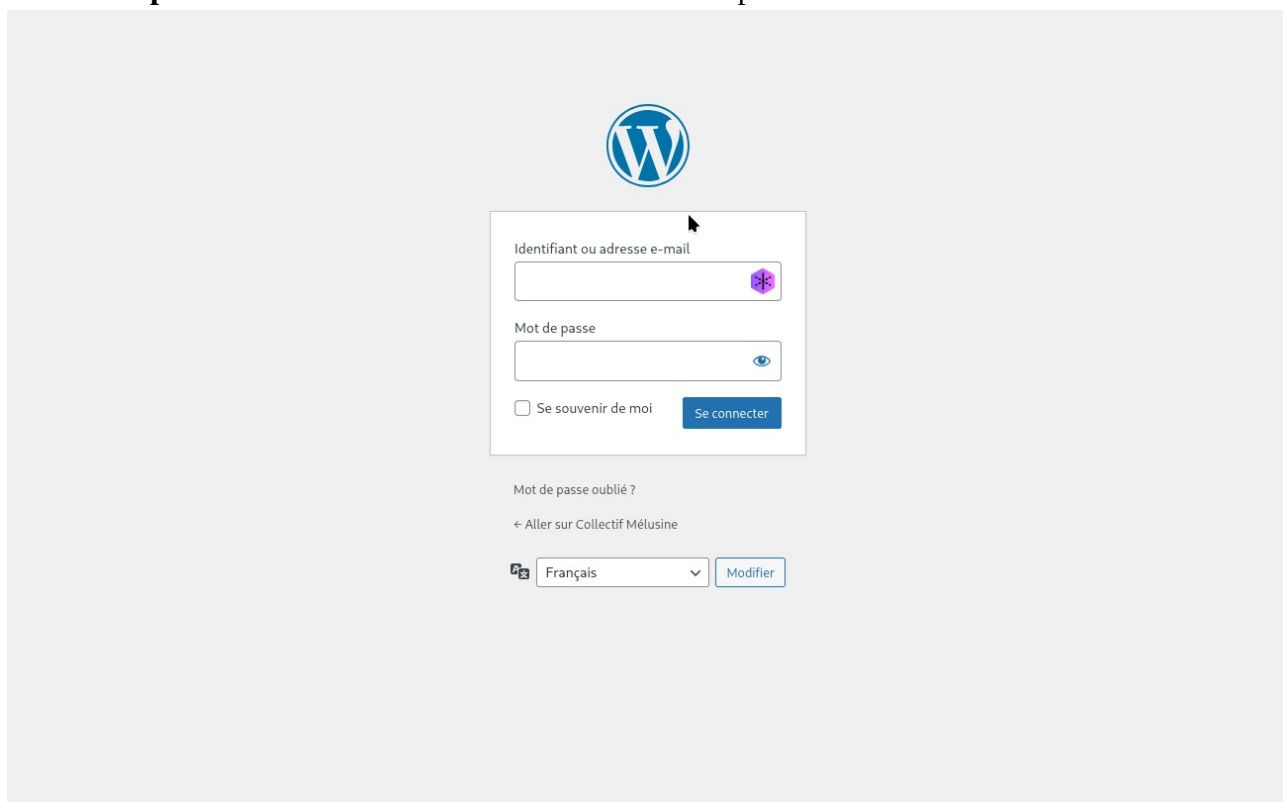 Identifiant ou adresse e-mail
Mot de passe
Se souvenir de moi
Se connecter
Mot de passe oublié ?
← Aller sur Collectif Mélusine
Français
Modifier